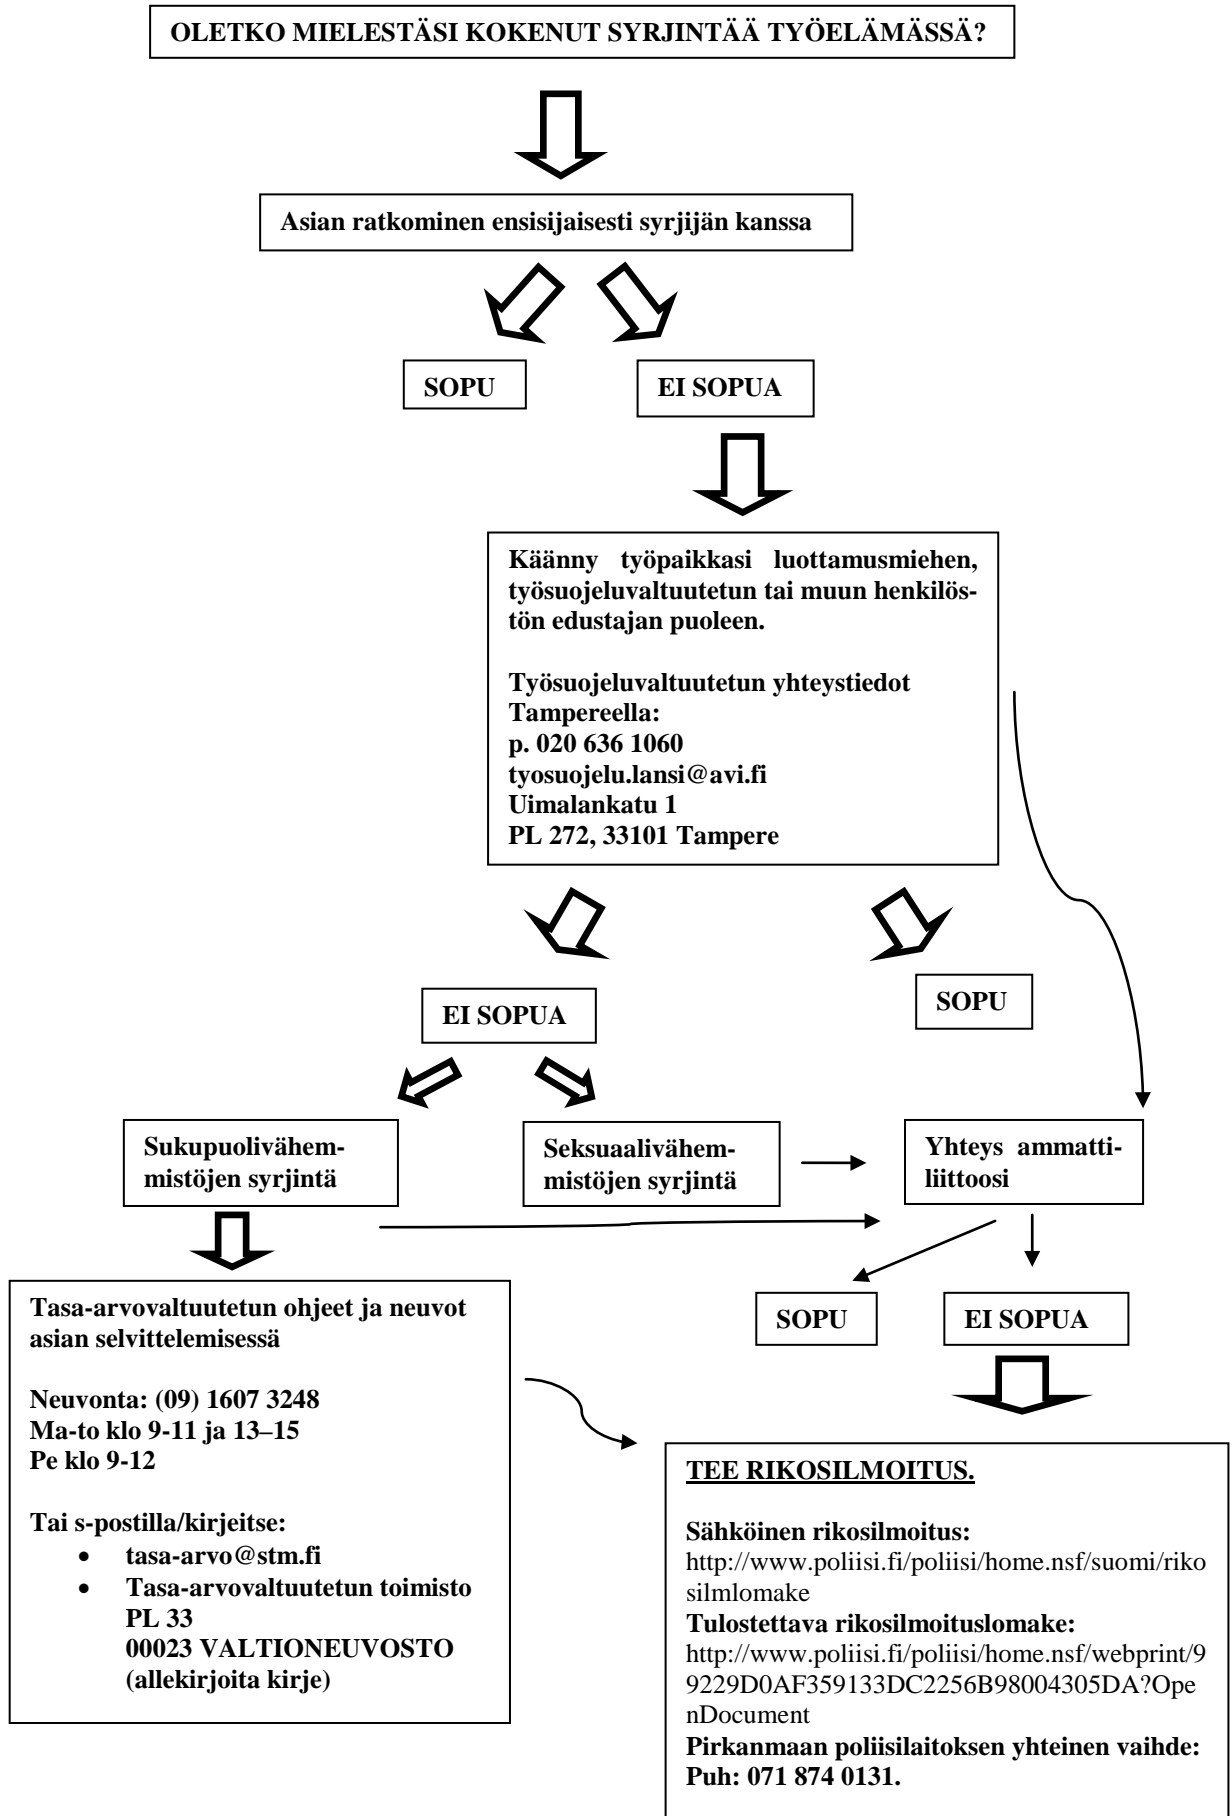 OLETKO MIELESTÄSI KOKENUT SYRJINTÄÄ TYÖELÄMÄSSÄ?
Asian ratkominen ensisijaisesti syrjijän kanssa
SOPU
EI SOPUA
Käänny työpaikkasi luottamusmiehen,
työsuojeluvaltuutetun tai muun henkilös-
tön edustajan puoleen.
Työsuojeluvaltuutetun yhteystiedot
Tampereella:
p. 020 636 1060
tyosuojelu.lansi@avi.fi
Uimalankatu 1
PL 272, 33101 Tampere
EI SOPUA
SOPU
Sukupuolivähem-
mistöjen syrjintä
Seksuaalivähem-
mistöjen syrjintä
Yhteys ammatti-
liittoosi
SOPU
EI SOPUA
Tasa-arvovaltuutetun ohjeet ja neuvot
asian selvittelemisessä
Neuvonta: (09) 1607 3248
Ma-to klo 9-11 ja 13–15
Pe klo 9-12
Tai s-postilla/kirjeitse:
• tasa-arvo@stm.fi
• Tasa-arvovaltuutetun toimisto
PL 33
00023 VALTIONEUVOSTO
(allekirjoita kirje)
TEE RIKOSILMOITUS.
Sähköinen rikosilmoitus:
http://www.poliisi.fi/poliisi/home.nsf/suomi/riko
silmlomake
Tulostettava rikosilmoituslomake:
http://www.poliisi.fi/poliisi/home.nsf/webprint/9
9229D0AF359133DC2256B98004305DA?Ope
nDocument
Pirkanmaan poliisilaitoksen yhteinen vaihde:
Puh: 071 874 0131.